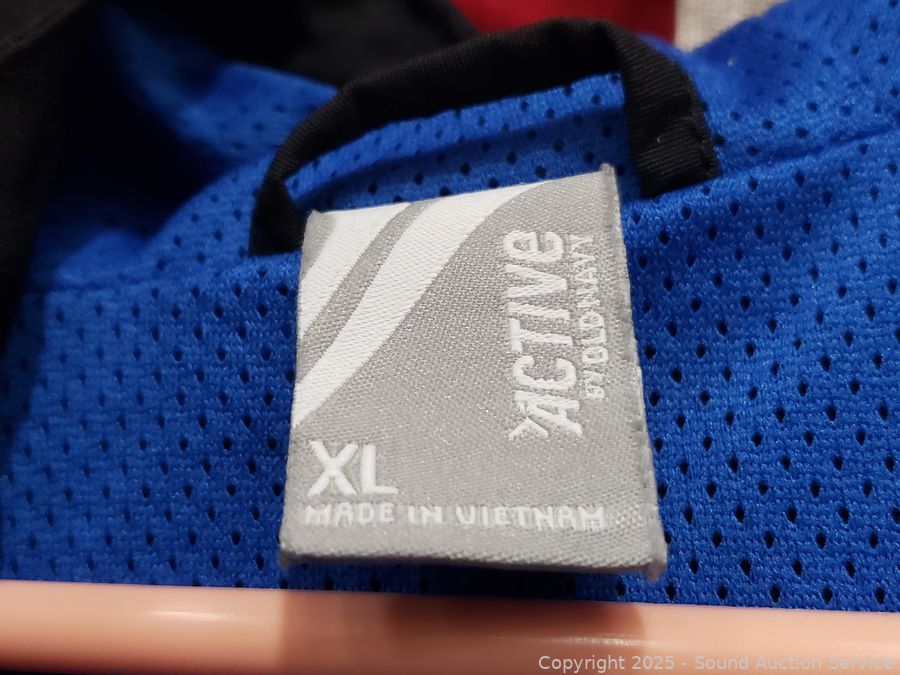 ACTIVE
BY OLD NAVY
XL
MADE IN VIETNAM
Copyright 2025 - Sound Auction Service